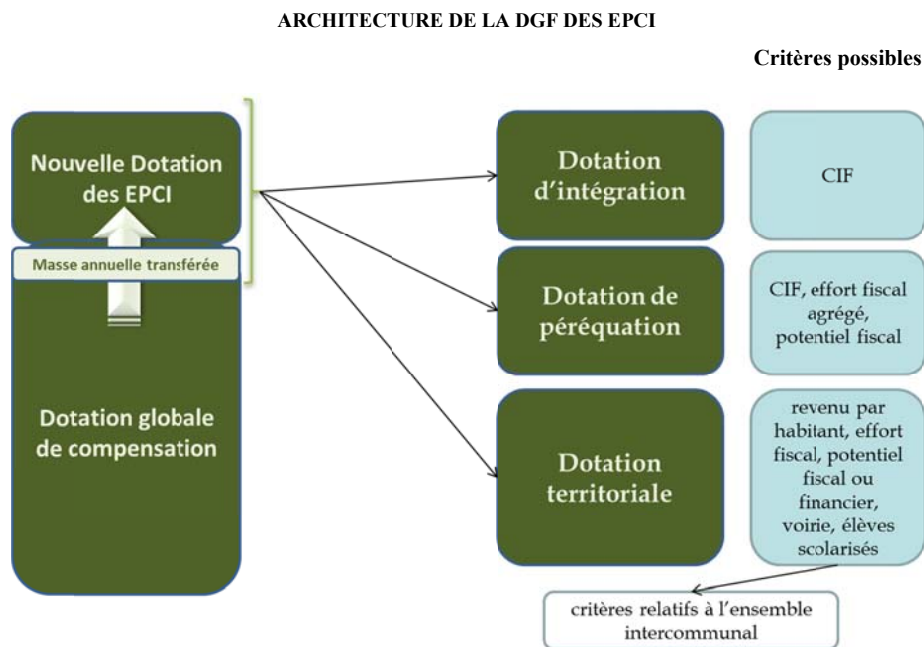 ARCHITECTURE DE LA DGF DES EPCI
Critères possibles
Nouvelle Dotation
des EPCI
Masse annuelle transférée
Dotation globale
de compensation
Dotation
d'intégration
CIF
Dotation de
péréquation
CIF, effort fiscal
agrégé,
potentiel fiscal
Dotation
territoriale
revenu par
habitant, effort
fiscal, potentiel
fiscal ou
financier,
voirie, élèves
scolarisés
critères relatifs à l'ensemble
intercommunal